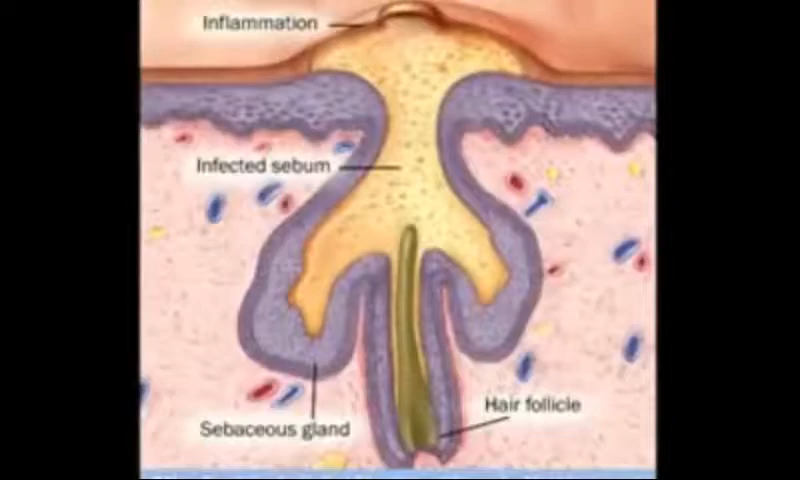 Inflammation
Infected sebum
Hair follicle
Sebaceous gland